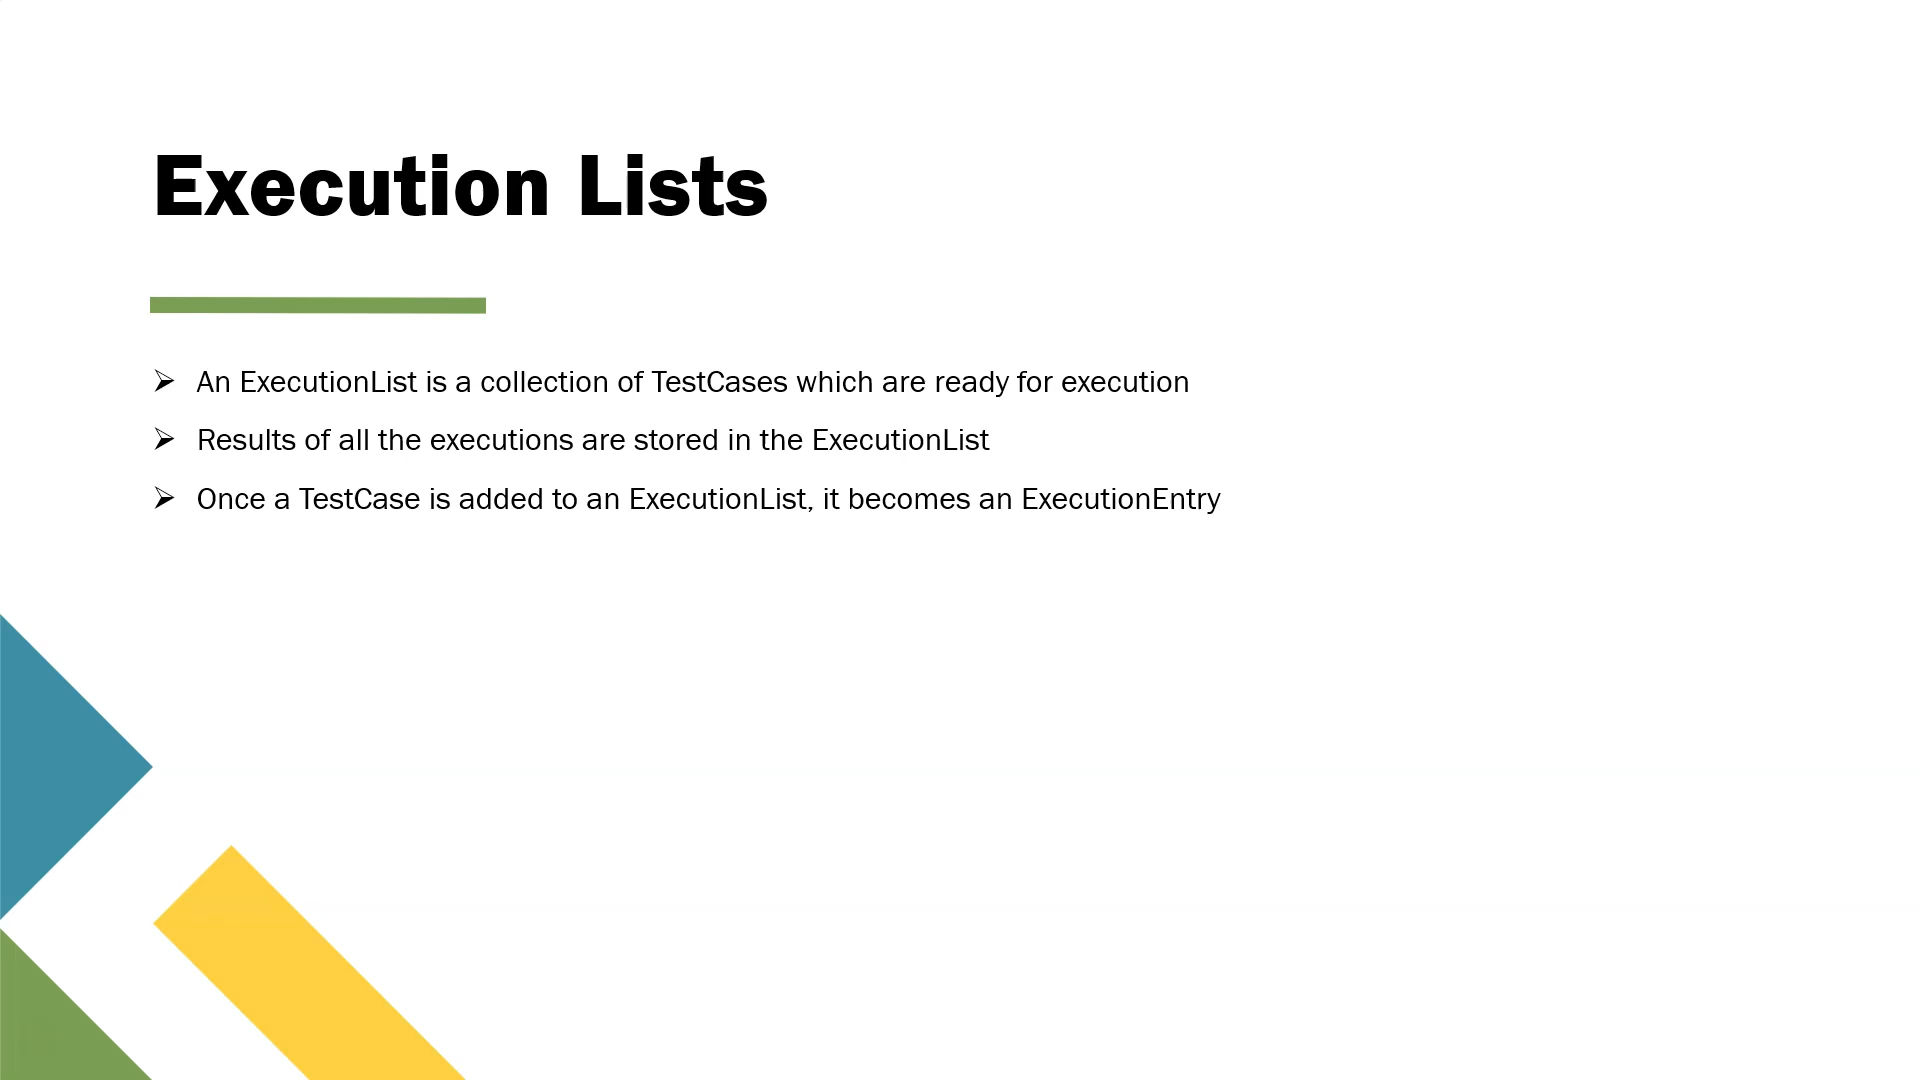 Execution Lists
An ExecutionList is a collection of TestCases which are ready for execution
Results of all the executions are stored in the ExecutionList
Once a TestCase is added to an ExecutionList, it becomes an ExecutionEntry